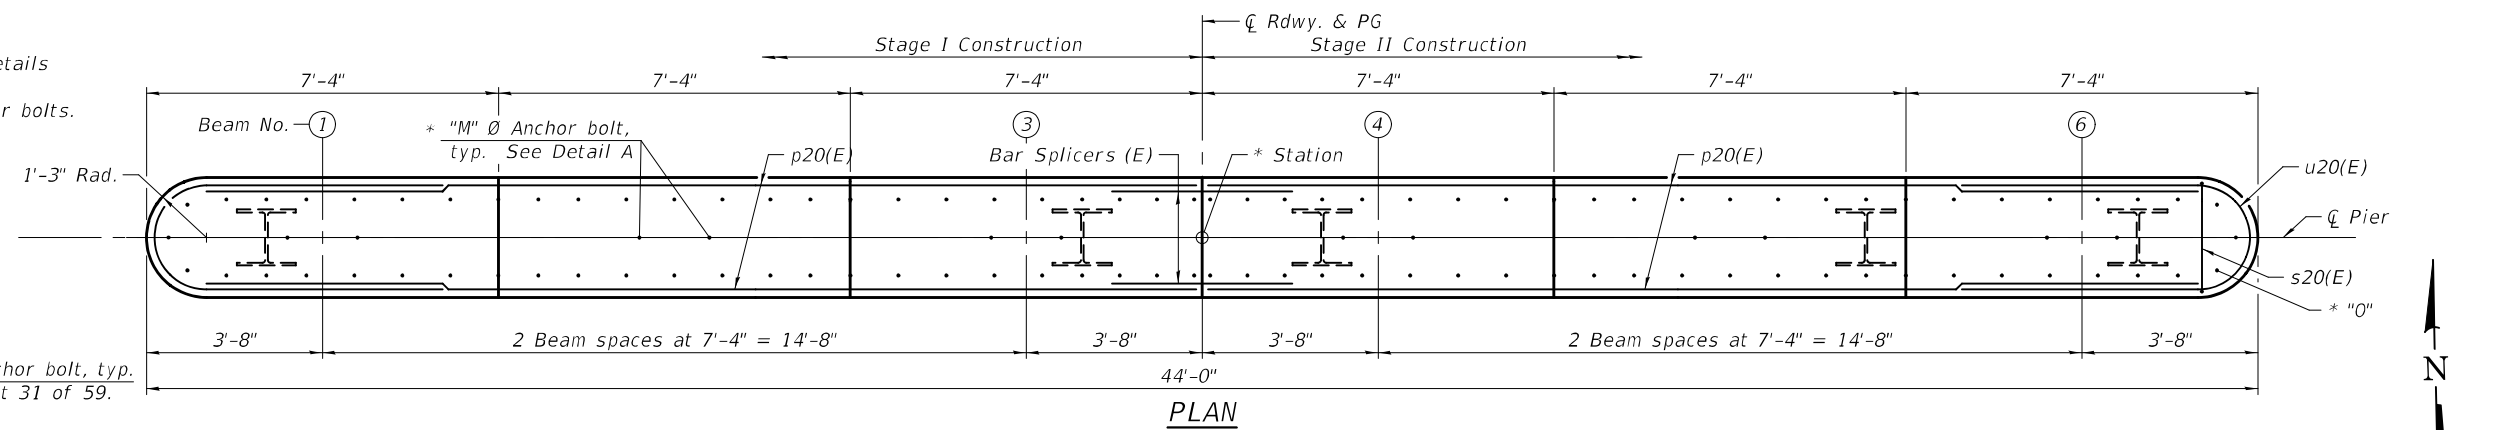 ℄ Rdwy. & PG
Stage I Construction
Stage II Construction
etails
7'-4"
7'-4"
7'-4"
7'-4"
7'-4"
7'-4"
r bolts.
Beam No.
1
* "M" Ø Anchor bolt,
typ. See Detail A
3
4
6
p20(E)
Bar Splicers (E)
* Station
p20(E)
1'-3" Rad.
u20(E)
℄ Pier
s20(E)
* "O"
3'-8"
2 Beam spaces at 7'-4" = 14'-8"
3'-8"
3'-8"
2 Beam spaces at 7'-4" = 14'-8"
3'-8"
chor bolt, typ.
t 31 of 59.
44'-0"
N
PLAN